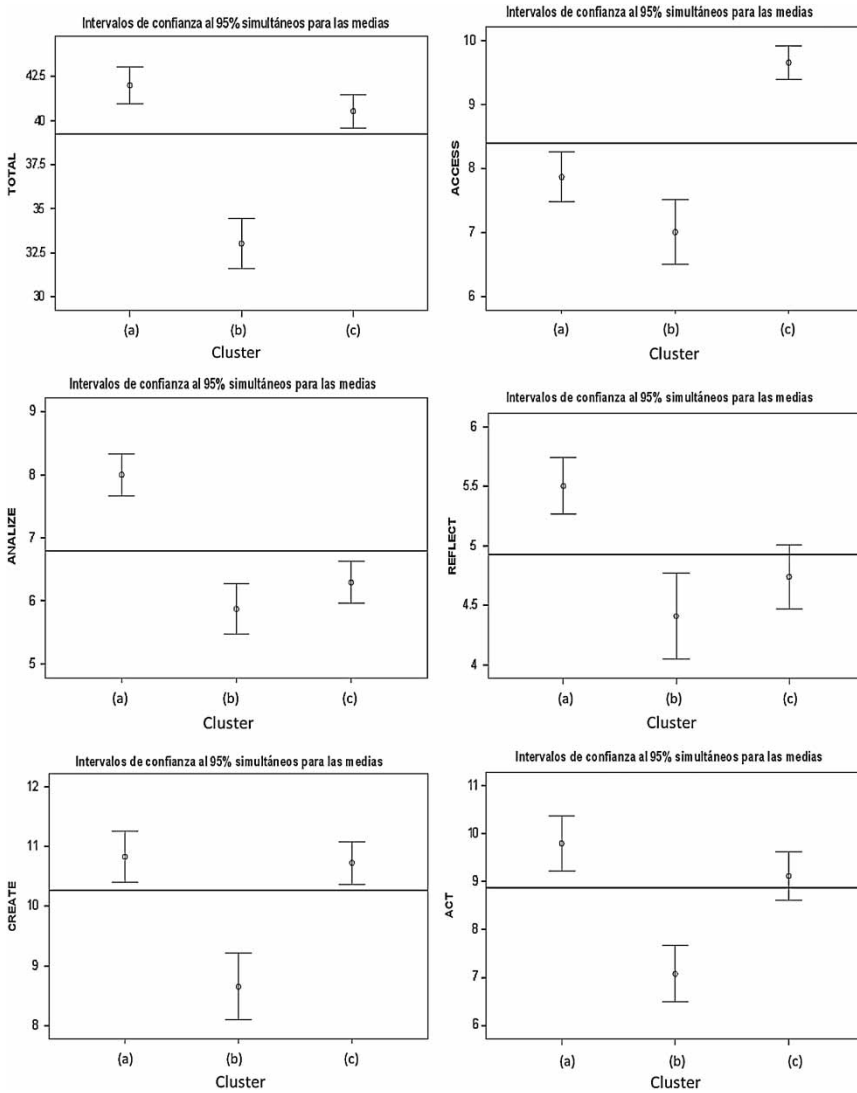 Intervalos de confianza al 95% simultáneos para las medias
TOTAL
42.5
40
37.5
35
32.5
30
(a) (b) (c)
Cluster
Intervalos de confianza al 95% simultáneos para las medias
ACCESS
10
9
8
7
6
(a) (b) (c)
Cluster
Intervalos de confianza al 95% simultáneos para las medias
ANALIZE
9
8
7
6
5
(a) (b) (c)
Cluster
Intervalos de confianza al 95% simultáneos para las medias
REFLECT
6
5.5
5
4.5
4
(a) (b) (c)
Cluster
Intervalos de confianza al 95% simultáneos para las medias
CREATE
12
11
10
9
8
(a) (b) (c)
Cluster
Intervalos de confianza al 95% simultáneos para las medias
ACT
11
10
9
8
7
6
(a) (b) (c)
Cluster